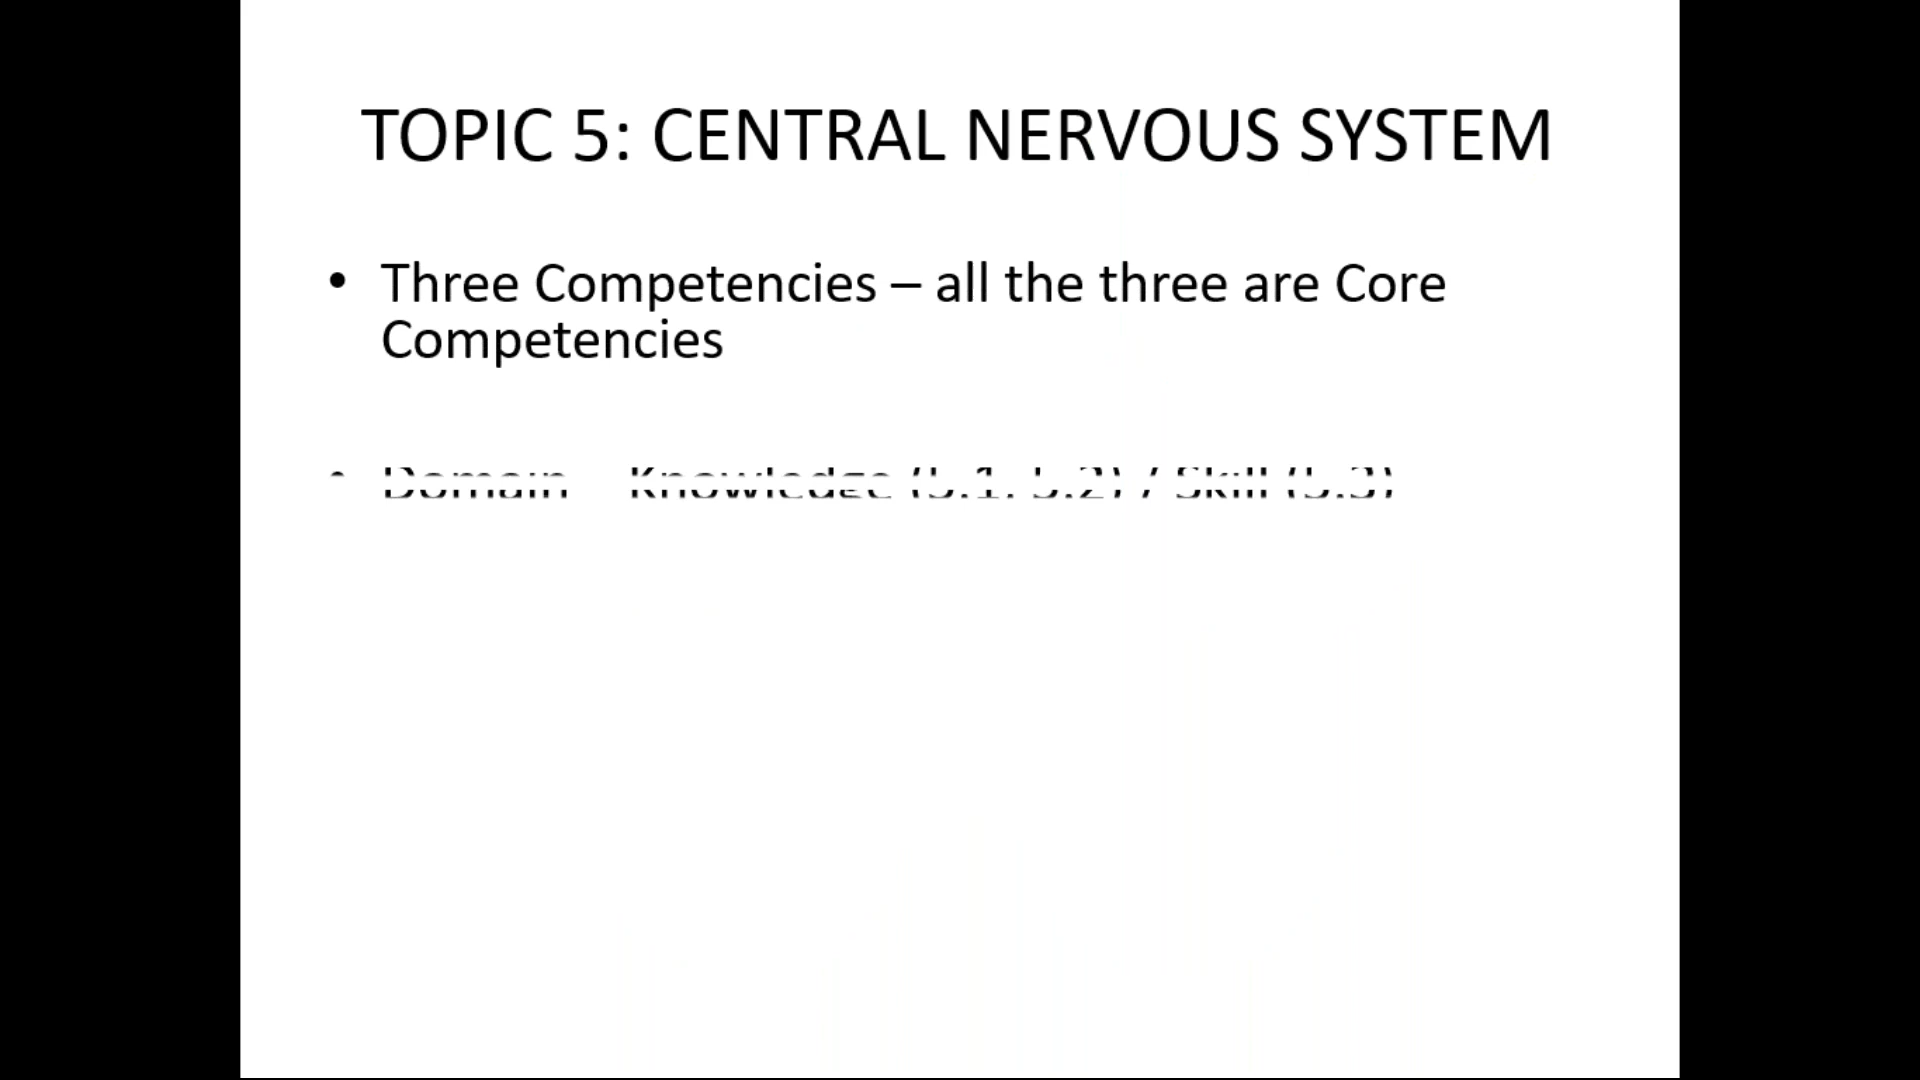 TOPIC 5: CENTRAL NERVOUS SYSTEM
• Three Competencies – all the three are Core
Competencies
• Domain – Knowledge (5.1, 5.2) / Skill (5.3)